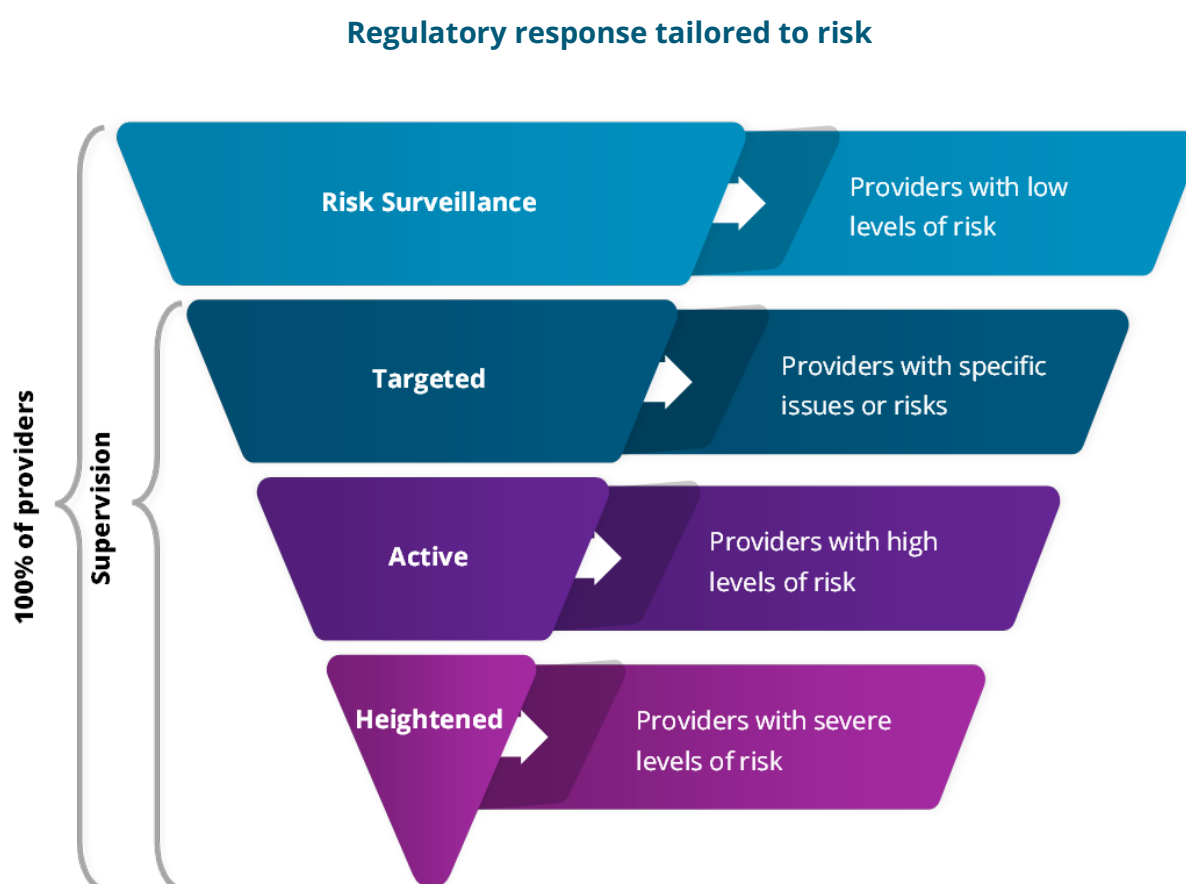 Regulatory response tailored to risk
Risk Surveillance
Providers with low
levels of risk
Targeted
Providers with specific
issues or risks
Active
Providers with high
levels of risk
Heightened
Providers with severe
levels of risk
100% of providers
Supervision